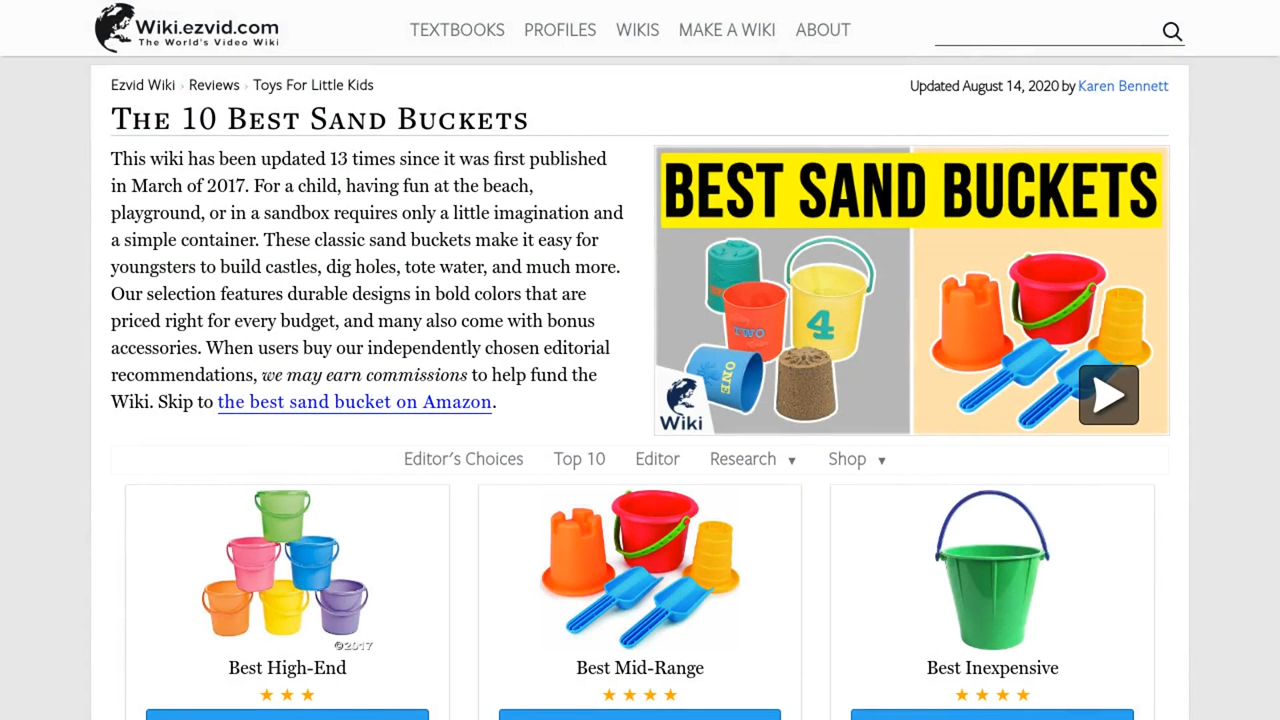 Wiki.ezvid.com
The World's Video Wiki
TEXTBOOKS PROFILES WIKIS MAKE A WIKI ABOUT
Ezvid Wiki › Reviews › Toys For Little Kids
Updated August 14, 2020 by Karen Bennett
The 10 Best Sand Buckets
This wiki has been updated 13 times since it was first published
in March of 2017. For a child, having fun at the beach,
playground, or in a sandbox requires only a little imagination and
a simple container. These classic sand buckets make it easy for
youngsters to build castles, dig holes, tote water, and much more.
Our selection features durable designs in bold colors that are
priced right for every budget, and many also come with bonus
accessories. When users buy our independently chosen editorial
recommendations, we may earn commissions to help fund the
Wiki. Skip to the best sand bucket on Amazon.
BEST SAND BUCKETS
TWO
4
ONE
Wiki
Editor's Choices Top 10 Editor Research ▼ Shop ▼
©2017
Best High-End
Best Mid-Range
Best Inexpensive